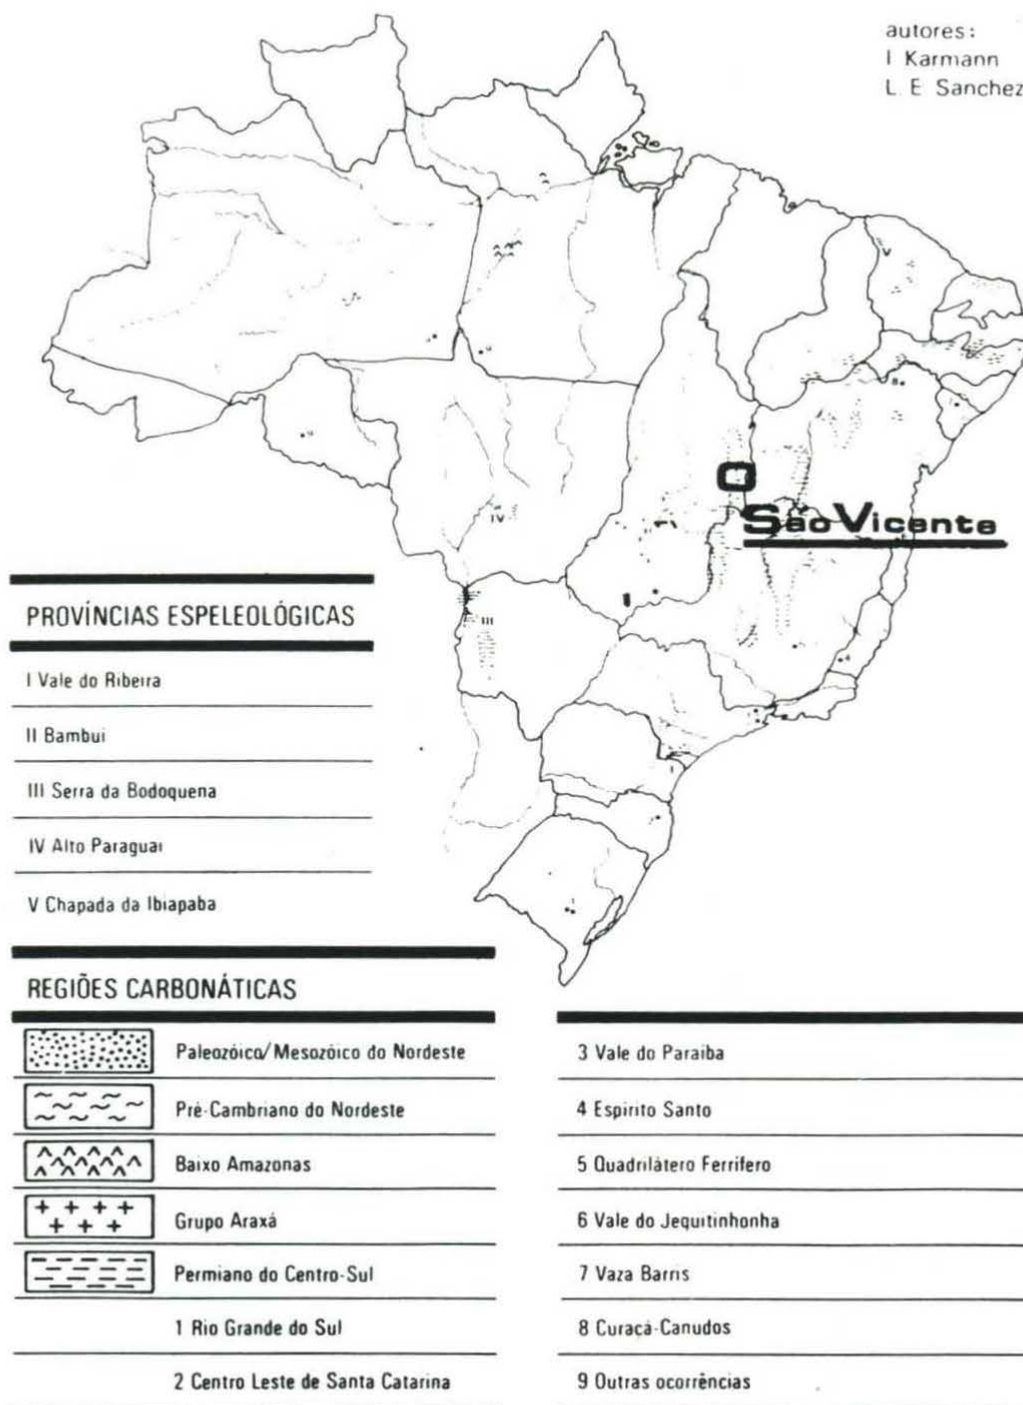 autores:
I Karmann
L. E. Sanchez
V
IV
III
I
São Vicente
PROVÍNCIAS ESPELEOLÓGICAS
I Vale do Ribeira
II Bambui
III Serra da Bodoquena
IV Alto Paraguai
V Chapada da Ibiapaba
REGIÕES CARBONÁTICAS
Paleozóico/Mesozóico do Nordeste
Pré-Cambriano do Nordeste
Baixo Amazonas
Grupo Araxá
Permiano do Centro-Sul
1 Rio Grande do Sul
2 Centro Leste de Santa Catarina
3 Vale do Paraiba
4 Espirito Santo
5 Quadrilátero Ferrífero
6 Vale do Jequitinhonha
7 Vaza Barris
8 Curaçá-Canudos
9 Outras ocorrências